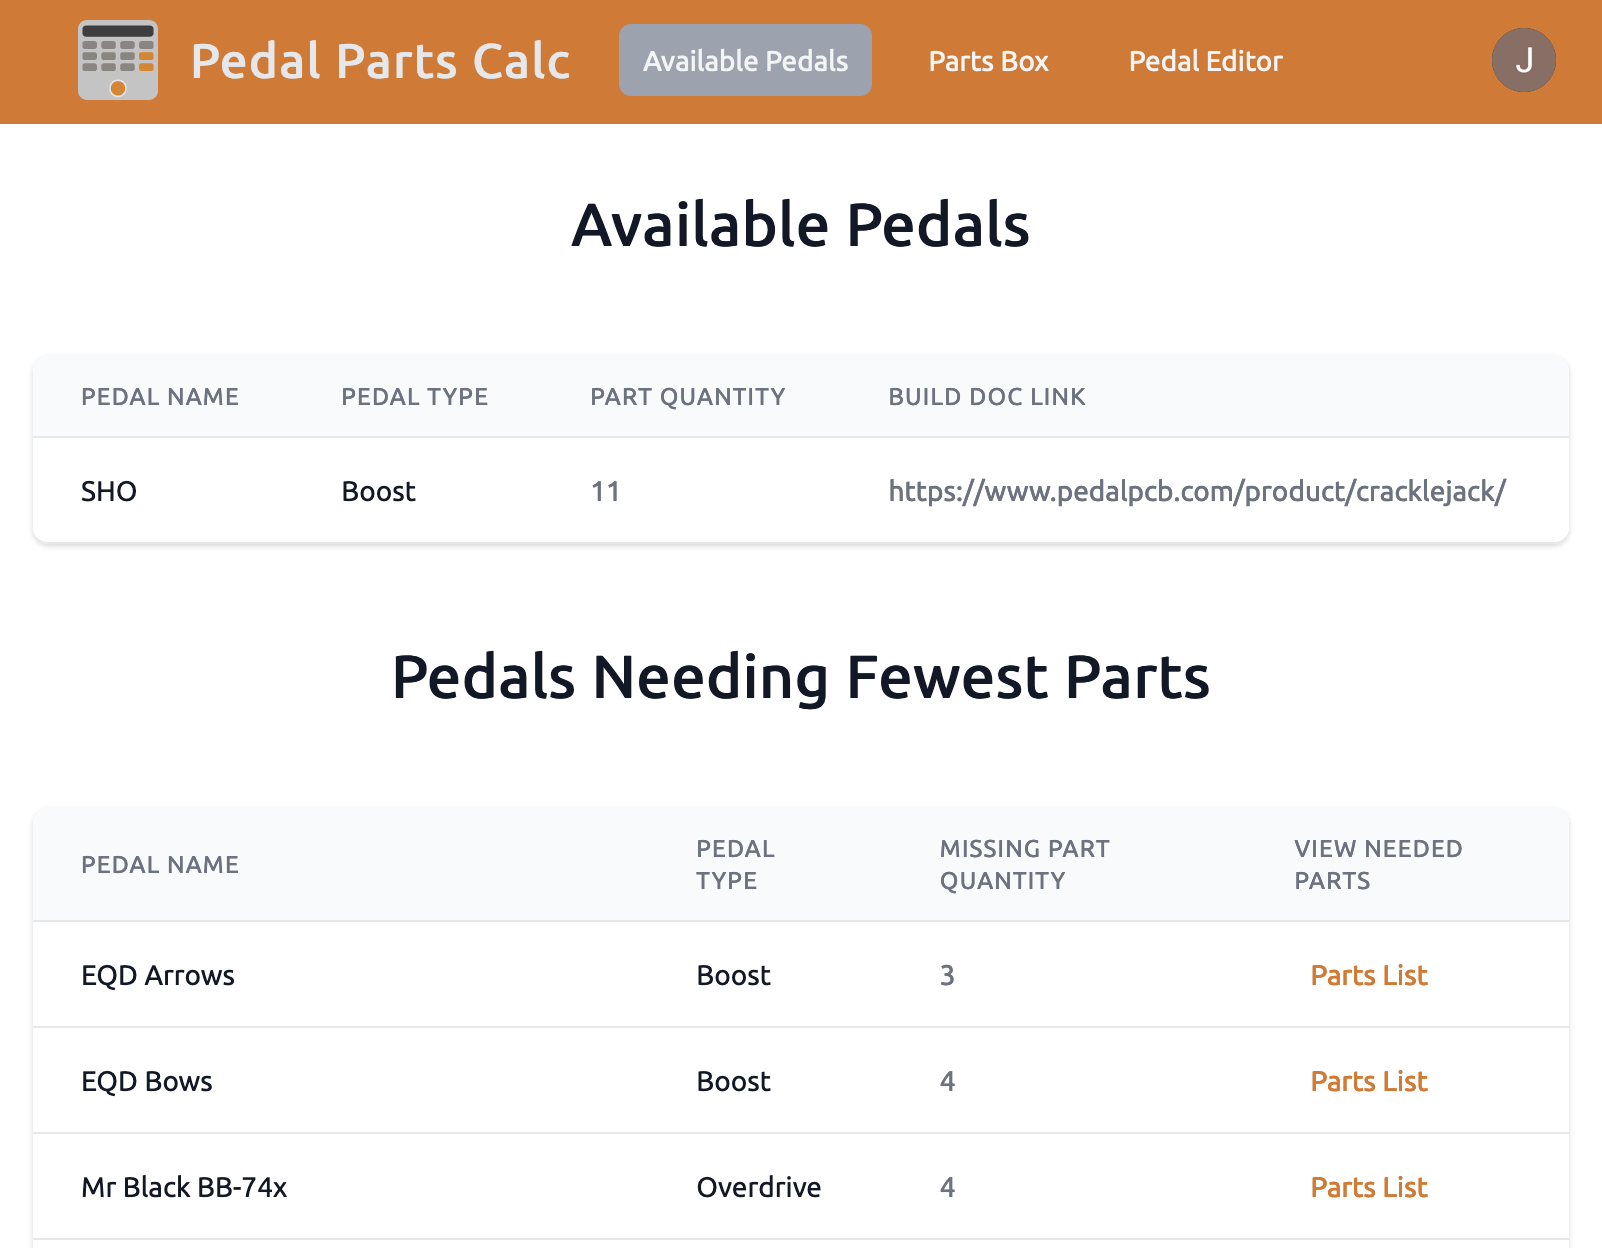 Pedal Parts Calc
Available Pedals
Parts Box
Pedal Editor
J
Available Pedals
PEDAL NAME PEDAL TYPE PART QUANTITY BUILD DOC LINK
SHO Boost 11 https://www.pedalpcb.com/product/cracklejack/
Pedals Needing Fewest Parts
PEDAL NAME PEDAL TYPE MISSING PART QUANTITY VIEW NEEDED PARTS
EQD Arrows Boost 3 Parts List
EQD Bows Boost 4 Parts List
Mr Black BB-74x Overdrive 4 Parts List